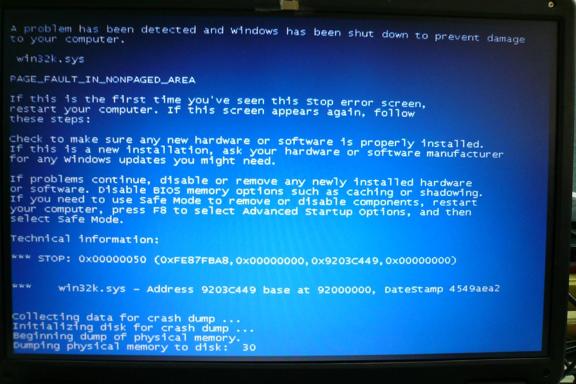 A problem has been detected and windows has been shut down to prevent damage
to your computer.
win32k.sys
PAGE_FAULT_IN_NONPAGED_AREA
If this is the first time you've seen this Stop error screen,
restart your computer. If this screen appears again, follow
these steps:
Check to make sure any new hardware or software is properly installed.
If this is a new installation, ask your hardware or software manufacturer
for any windows updates you might need.
If problems continue, disable or remove any newly installed hardware
or software. Disable BIOS memory options such as caching or shadowing.
If you need to use Safe Mode to remove or disable components, restart
your computer, press F8 to select Advanced Startup Options, and then
select Safe Mode.
Technical information:
*** STOP: 0x00000050 (0xFE87FBA8,0x00000000,0x9203C449,0x00000000)
*** win32k.sys - Address 9203C449 base at 92000000, DateStamp 4549aea2
Collecting data for crash dump ...
Initializing disk for crash dump ...
Beginning dump of physical memory.
Dumping physical memory to disk: 30